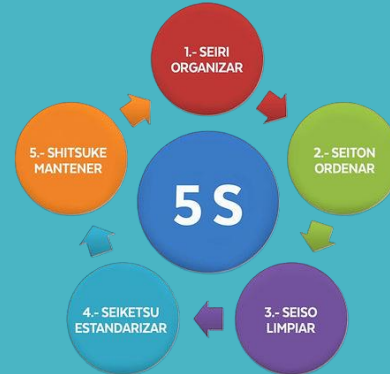 1.- SEIRI
ORGANIZAR
2.- SEITON
ORDENAR
3.- SEISO
LIMPIAR
4.- SEIKETSU
ESTANDARIZAR
5.- SHITSUKE
MANTENER
5 S